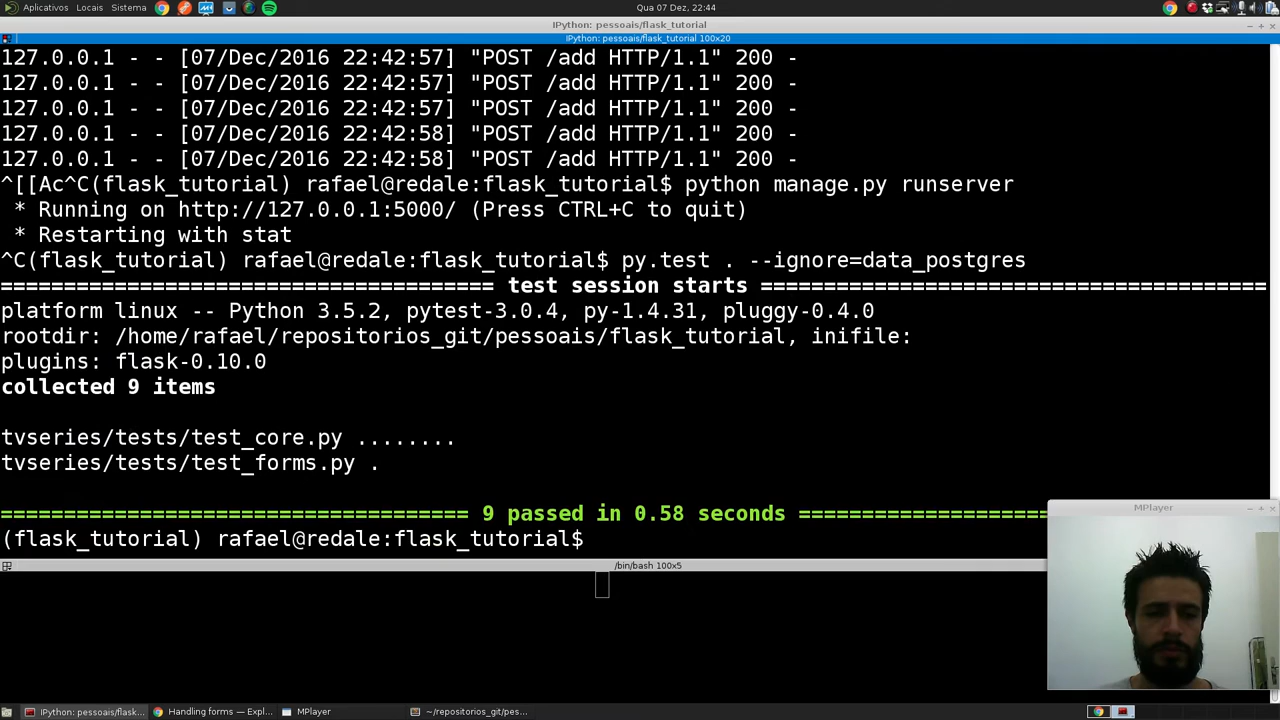 Aplicativos Locais Sistema Qua 07 Dez, 22:44
IPython: pessoais/flask_tutorial
IPython: pessoais/flask_tutorial 100x20
127.0.0.1 - - [07/Dec/2016 22:42:57] "POST /add HTTP/1.1" 200 -
127.0.0.1 - - [07/Dec/2016 22:42:57] "POST /add HTTP/1.1" 200 -
127.0.0.1 - - [07/Dec/2016 22:42:57] "POST /add HTTP/1.1" 200 -
127.0.0.1 - - [07/Dec/2016 22:42:58] "POST /add HTTP/1.1" 200 -
127.0.0.1 - - [07/Dec/2016 22:42:58] "POST /add HTTP/1.1" 200 -
^[[Ac^C(flask_tutorial) rafael@redale:flask_tutorial$ python manage.py runserver
 * Running on http://127.0.0.1:5000/ (Press CTRL+C to quit)
 * Restarting with stat
^C(flask_tutorial) rafael@redale:flask_tutorial$ py.test . --ignore=data_postgres
======================================= test session starts ========================================
platform linux -- Python 3.5.2, pytest-3.0.4, py-1.4.31, pluggy-0.4.0
rootdir: /home/rafael/repositorios_git/pessoais/flask_tutorial, inifile:
plugins: flask-0.10.0
collected 9 items
tvseries/tests/test_core.py ........
tvseries/tests/test_forms.py .
===================================== 9 passed in 0.58 seconds ====================
MPlayer
(flask_tutorial) rafael@redale:flask_tutorial$
/bin/bash 100x5
IPython: pessoais/flask... Handling forms — Expl... MPlayer ~/repositorios_git/pes...